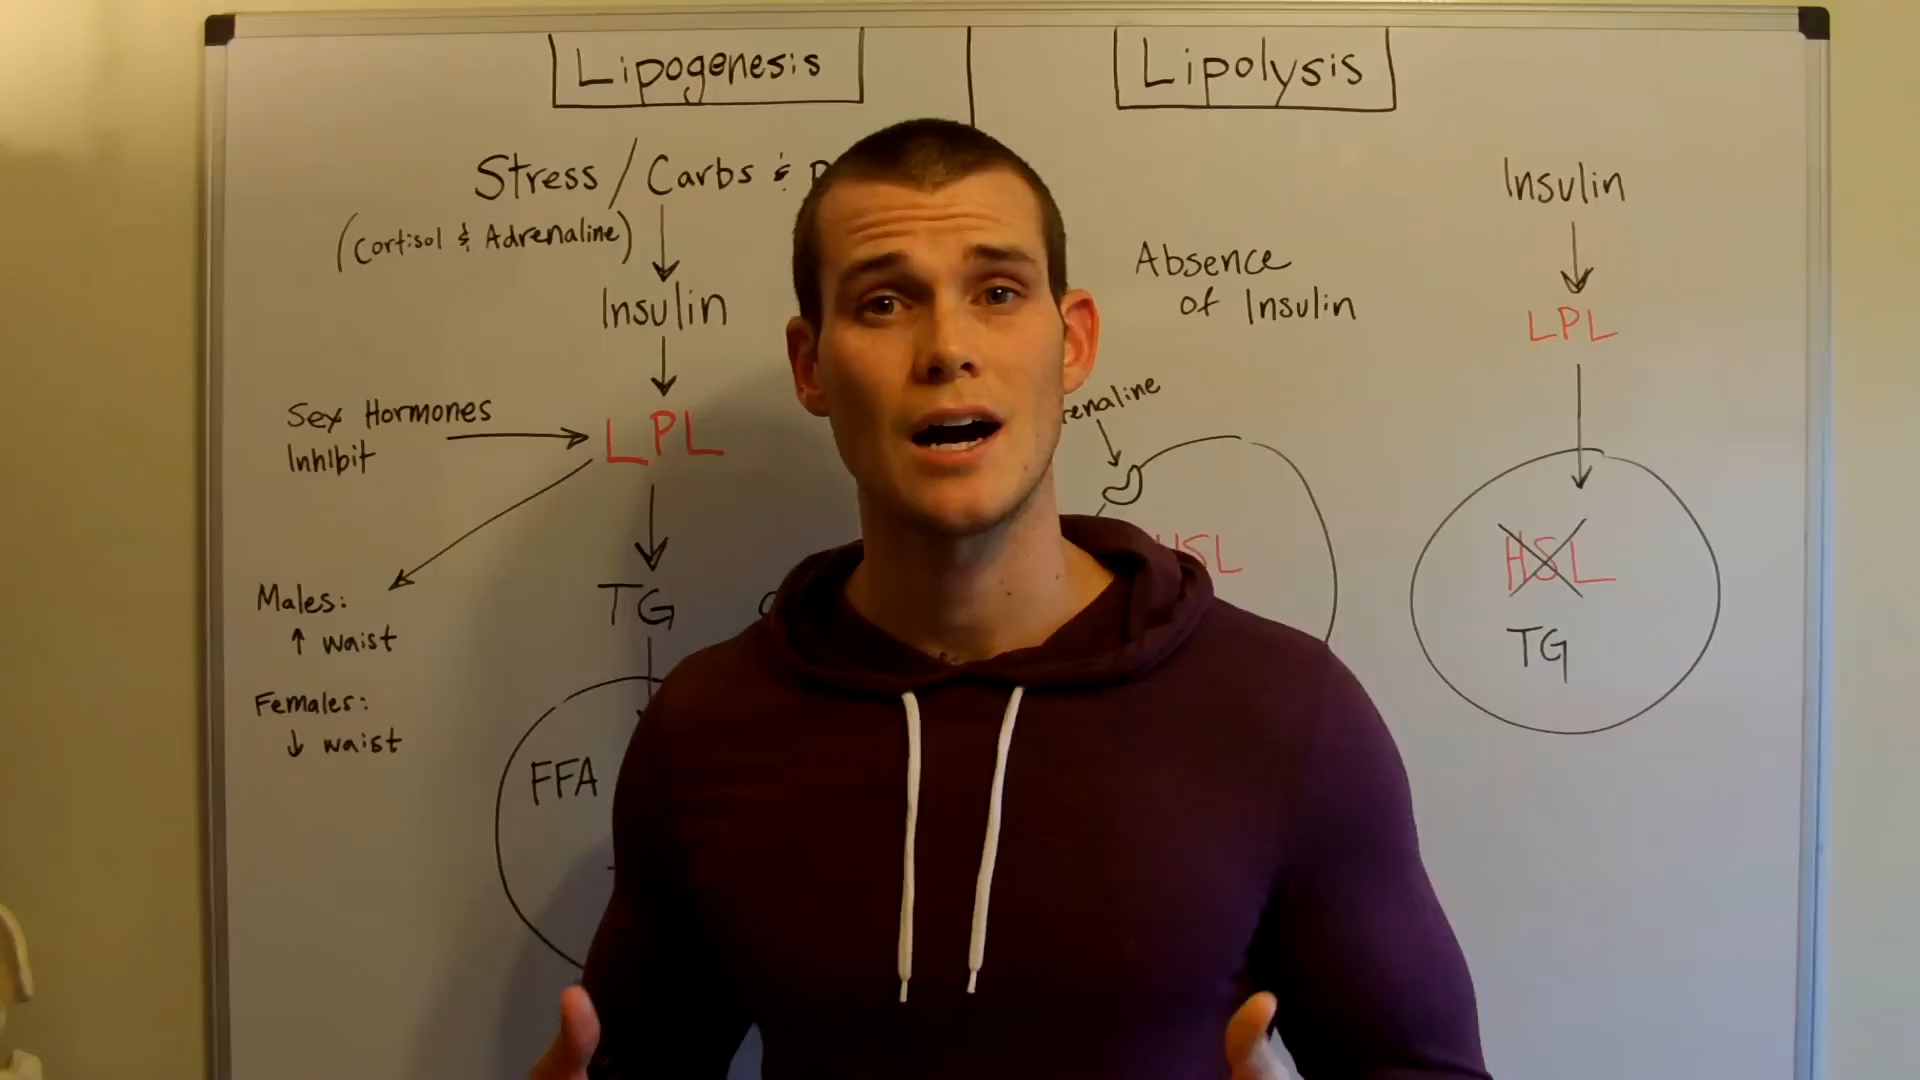 Lipogenesis
Stress / Carbs &
(Cortisol & Adrenaline)
Insulin
Sex Hormones
Inhibit
LPL
Males:
↑ waist
Females:
↓ waist
TG
FFA
Lipolysis
Absence
of Insulin
HSL
Insulin
LPL
HSL
TG